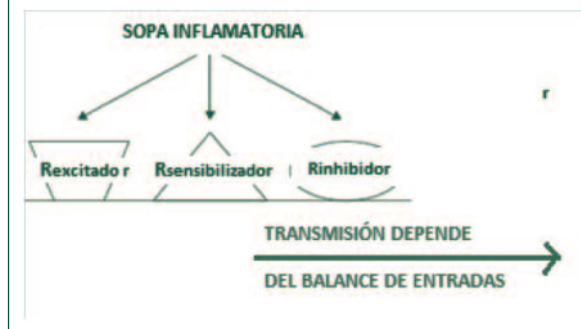 SOPA INFLAMATORIA
r
Rexcitado r Rsensibilizador Rinhibidor
TRANSMISIÓN DEPENDE
DEL BALANCE DE ENTRADAS